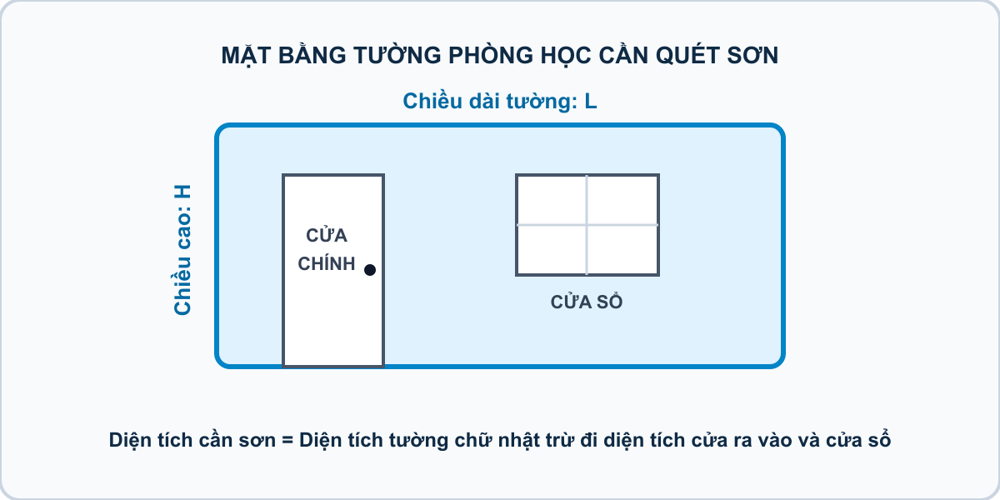 MẶT BẰNG TƯỜNG PHÒNG HỌC CẦN QUÉT SƠN
Chiều dài tường: L
Chiều cao: H
CỬA
CHÍNH
CỬA SỔ
Diện tích cần sơn = Diện tích tường chữ nhật trừ đi diện tích cửa ra vào và cửa sổ